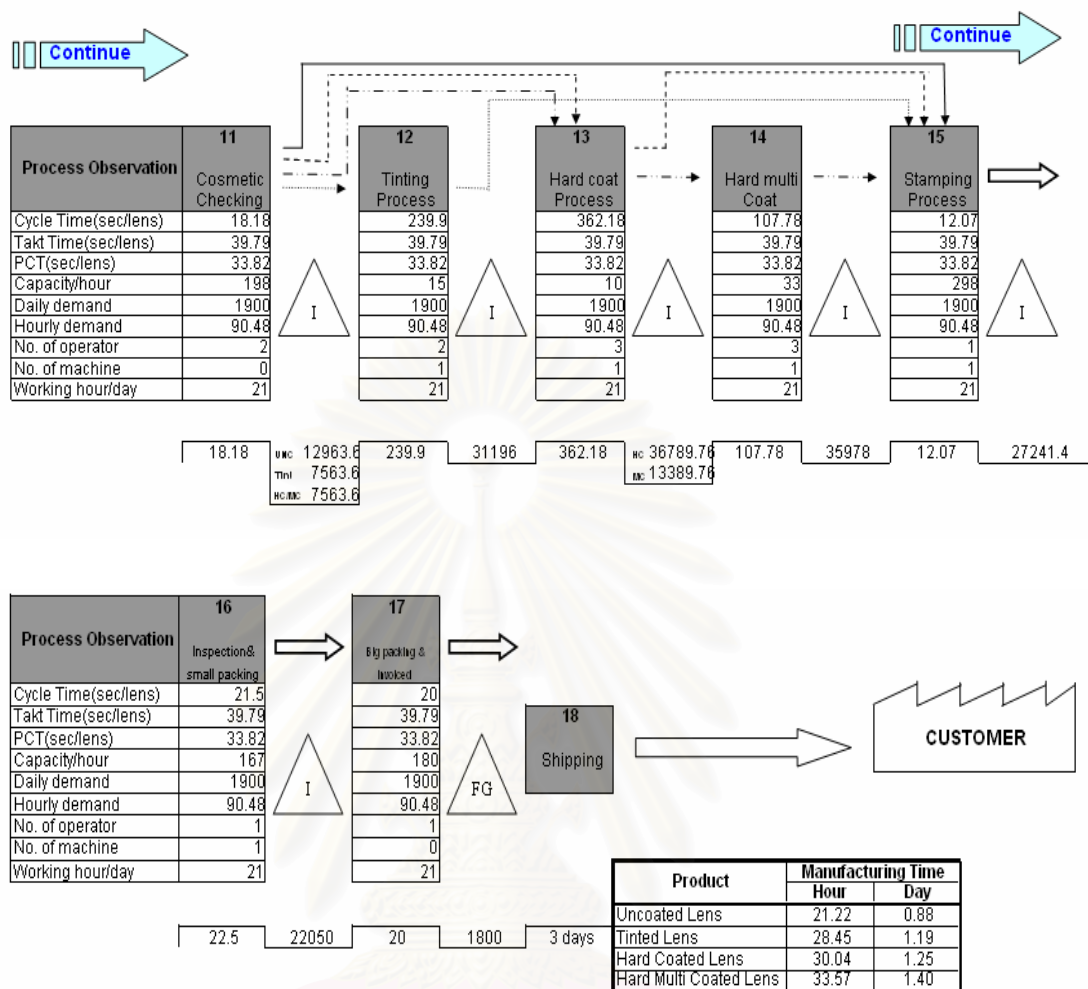 Continue
Continue
Process Observation 11 Cosmetic Checking 12 Tinting Process 13 Hard coat Process 14 Hard multi Coat 15 Stamping Process
Cycle Time(sec/lens) 18.18 239.9 362.18 107.78 12.07
Takt Time(sec/lens) 39.79 39.79 39.79 39.79 39.79
PCT(sec/lens) 33.82 33.82 33.82 33.82 33.82
Capacity/hour 198 15 10 33 298
Daily demand 1900 1900 1900 1900 1900
I I I I I
Hourly demand 90.48 90.48 90.48 90.48 90.48
No. of operator 2 2 3 3 1
No. of machine 0 1 1 1 1
Working hour/day 21 21 21 21 21
18.18 UNC 12963.6 239.9 31196 362.18 HC 36789.76 107.78 35978 12.07 27241.4
Tint 7563.6 MC 13389.76
HC/MC 7563.6
Process Observation 16 Inspection& small packing 17 Big packing & Invoiced
Cycle Time(sec/lens) 21.5 20
Takt Time(sec/lens) 39.79 39.79
PCT(sec/lens) 33.82 33.82
Capacity/hour 167 180
Daily demand 1900 1900
I FG
Hourly demand 90.48 90.48
No. of operator 1 1
No. of machine 1 0
Working hour/day 21 21
18
Shipping
CUSTOMER
22.5 22050 20 1800 3 days
Product Manufacturing Time
Hour Day
Uncoated Lens 21.22 0.88
Tinted Lens 28.45 1.19
Hard Coated Lens 30.04 1.25
Hard Multi Coated Lens 33.57 1.40